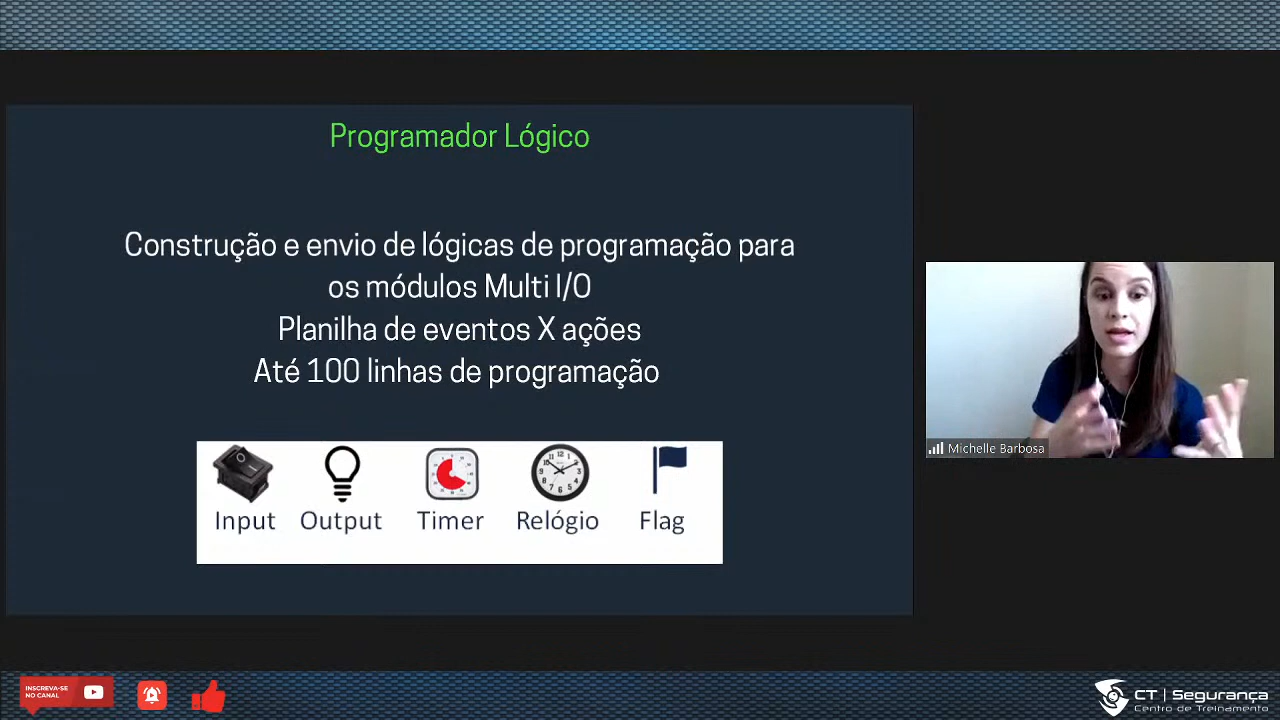 Programador Lógico
Construção e envio de lógicas de programação para
os módulos Multi I/O
Planilha de eventos X ações
Até 100 linhas de programação
Input Output Timer Relógio Flag
Michelle Barbosa
INSCREVA-SE
NO CANAL
CT | Segurança
Centro de Treinamento